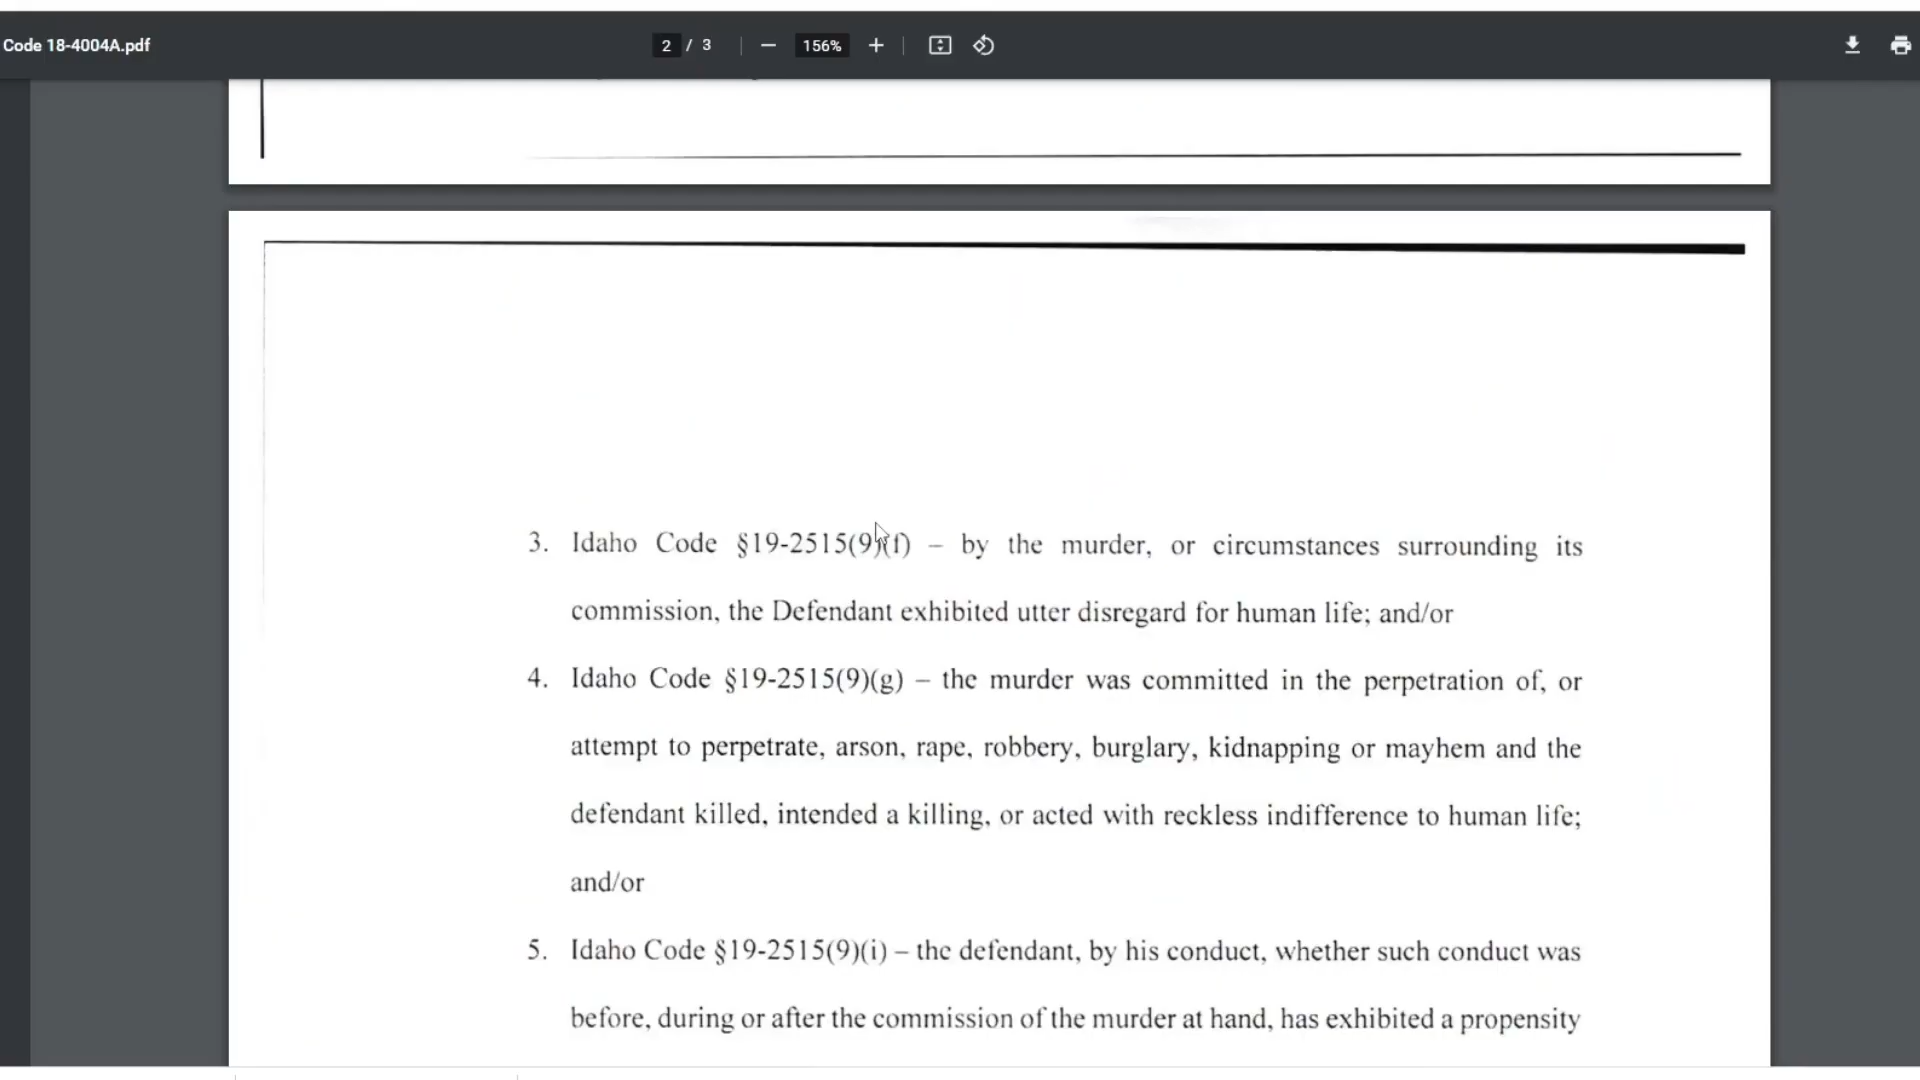 Code 18-4004A.pdf
2 / 3
156%
3. Idaho Code §19-2515(9)(f) – by the murder, or circumstances surrounding its
commission, the Defendant exhibited utter disregard for human life; and/or
4. Idaho Code §19-2515(9)(g) – the murder was committed in the perpetration of, or
attempt to perpetrate, arson, rape, robbery, burglary, kidnapping or mayhem and the
defendant killed, intended a killing, or acted with reckless indifference to human life;
and/or
5. Idaho Code §19-2515(9)(i) – the defendant, by his conduct, whether such conduct was
before, during or after the commission of the murder at hand, has exhibited a propensity